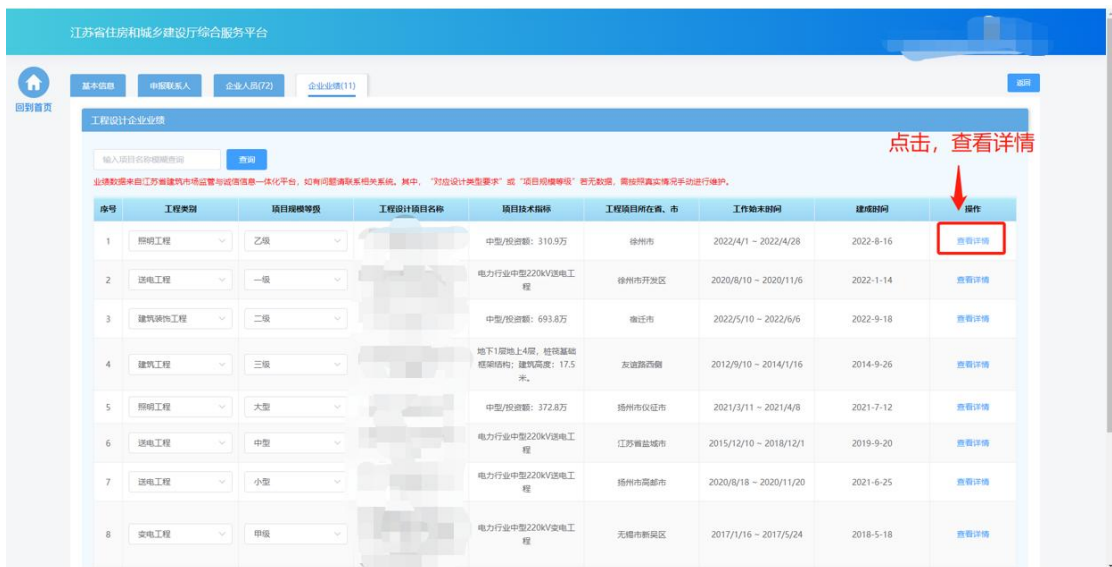 江苏省住房和城乡建设厅综合服务平台
回到首页
基本信息 申报联系人 企业人员(72) 企业业绩(11) 返回
工程设计企业业绩
点击，查看详情
输入项目名称模糊查询 查询
业绩数据来自江苏省建筑市场监管与诚信信息一体化平台，如有问题请联系相关系统。其中，“对应设计类型要求”或“项目规模等级”若无数据，需按照真实情况手动进行维护。
序号 工程类别 项目规模等级 工程设计项目名称 项目技术指标 工程项目所在省、市 工作始末时间 建成时间 操作
1 照明工程 乙级 中型/投资额：310.9万 徐州市 2022/4/1 ~ 2022/4/28 2022-8-16 查看详情
2 送电工程 一级 电力行业中型220kV送电工程 徐州市开发区 2020/8/10 ~ 2020/11/6 2022-1-14 查看详情
3 建筑装饰工程 二级 中型/投资额：693.8万 宿迁市 2022/5/10 ~ 2022/6/6 2022-9-18 查看详情
4 建筑工程 三级 地下1层地上4层，桩筏基础框架结构；建筑高度：17.5米。 友谊路西侧 2012/9/10 ~ 2014/1/16 2014-9-26 查看详情
5 照明工程 大型 中型/投资额：372.8万 扬州市仪征市 2021/3/11 ~ 2021/4/8 2021-7-12 查看详情
6 送电工程 中型 电力行业中型220kV送电工程 江苏省盐城市 2015/12/10 ~ 2018/12/1 2019-9-20 查看详情
7 送电工程 小型 电力行业中型220kV送电工程 扬州市高邮市 2020/8/18 ~ 2020/11/20 2021-6-25 查看详情
8 变电工程 甲级 电力行业中型220kV变电工程 无锡市新吴区 2017/1/16 ~ 2017/5/24 2018-5-18 查看详情